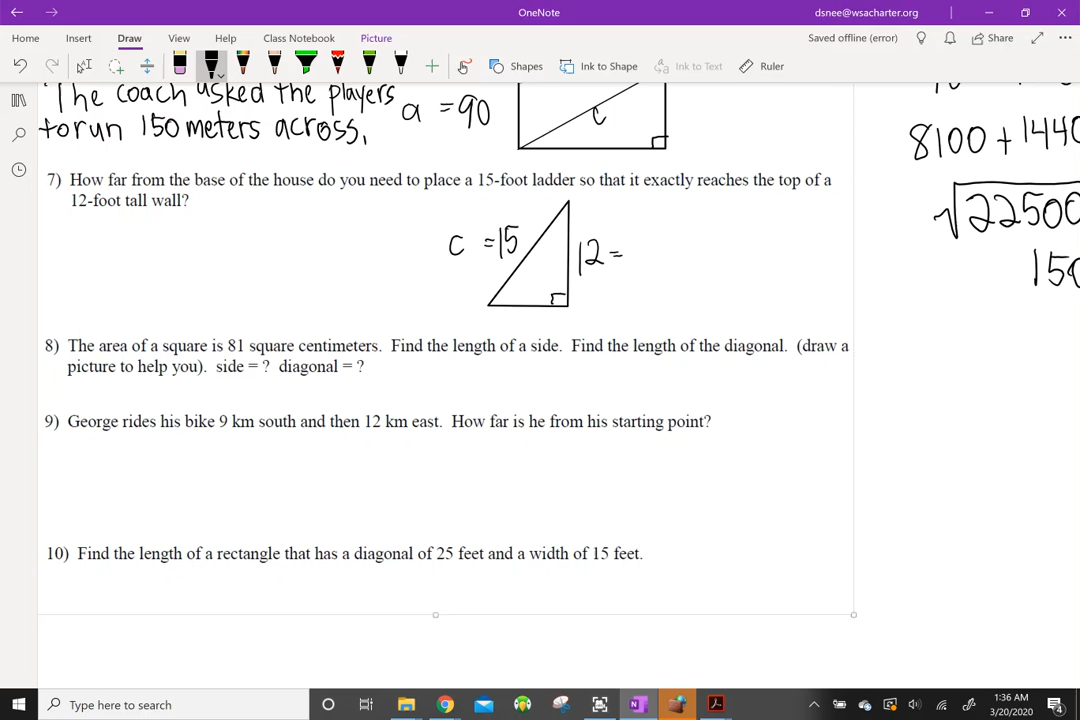 OneNote
dsnee@wsacharter.org
Home Insert Draw View Help Class Notebook Picture
Saved offline (error)
Share
Shapes
Ink to Shape
Ink to Text
Ruler
"The coach asked the players
to run 150 meters across,
a = 90
c
8100 + 1440
√22500
150
7) How far from the base of the house do you need to place a 15-foot ladder so that it exactly reaches the top of a
12-foot tall wall?
c = 15
12 =
8) The area of a square is 81 square centimeters. Find the length of a side. Find the length of the diagonal. (draw a
picture to help you). side = ? diagonal = ?
9) George rides his bike 9 km south and then 12 km east. How far is he from his starting point?
10) Find the length of a rectangle that has a diagonal of 25 feet and a width of 15 feet.
Type here to search
1:36 AM
3/20/2020
4